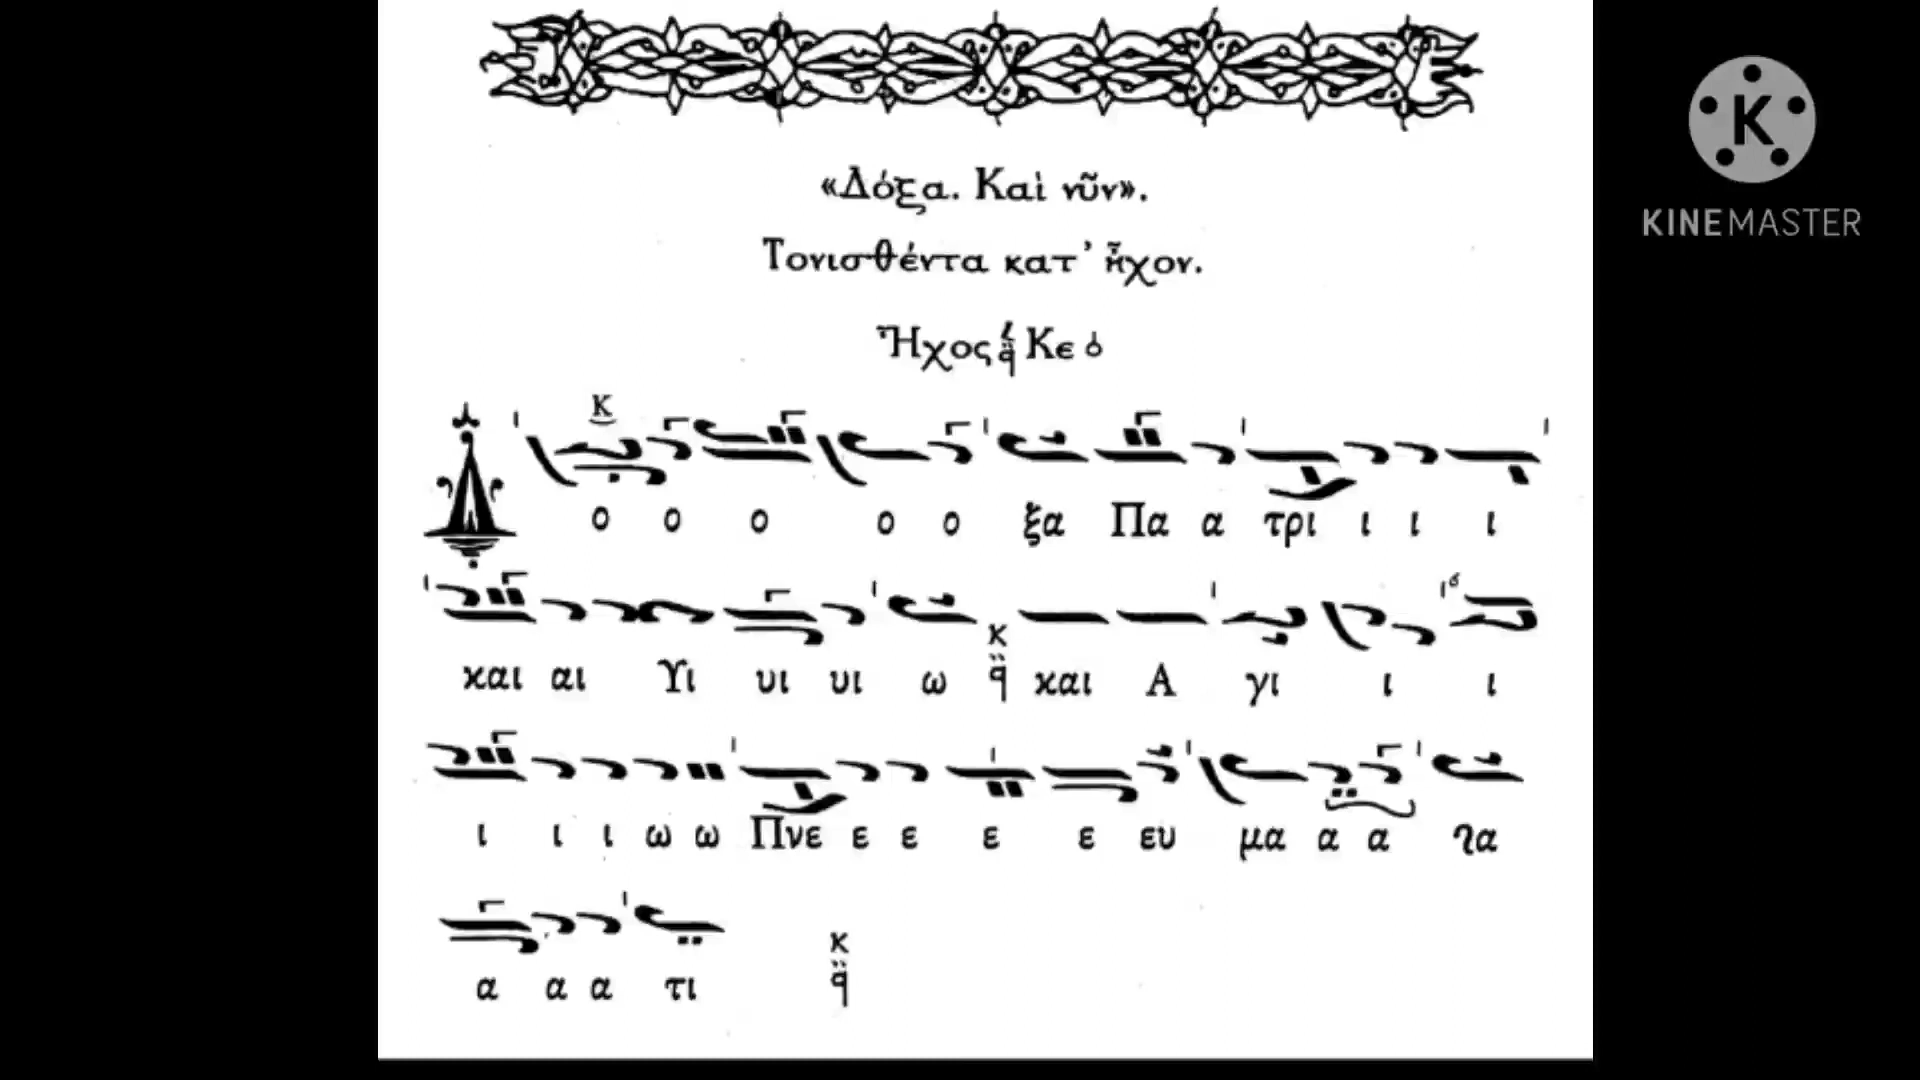 «Δόξα. Καὶ νῦν».
Τονισθέντα κατ' ἦχον.
Ἦχος Κε
Κ
Δ ο ο ο ο ο ξα Πα α τρι ι ι ι
κ
και αι Υι υι υι ω και Α γι ι ι
ι ι ι ω ω Πνε ε ε ε ε ευ μα α α τα
κ
α α α τι
KINEMASTER
K